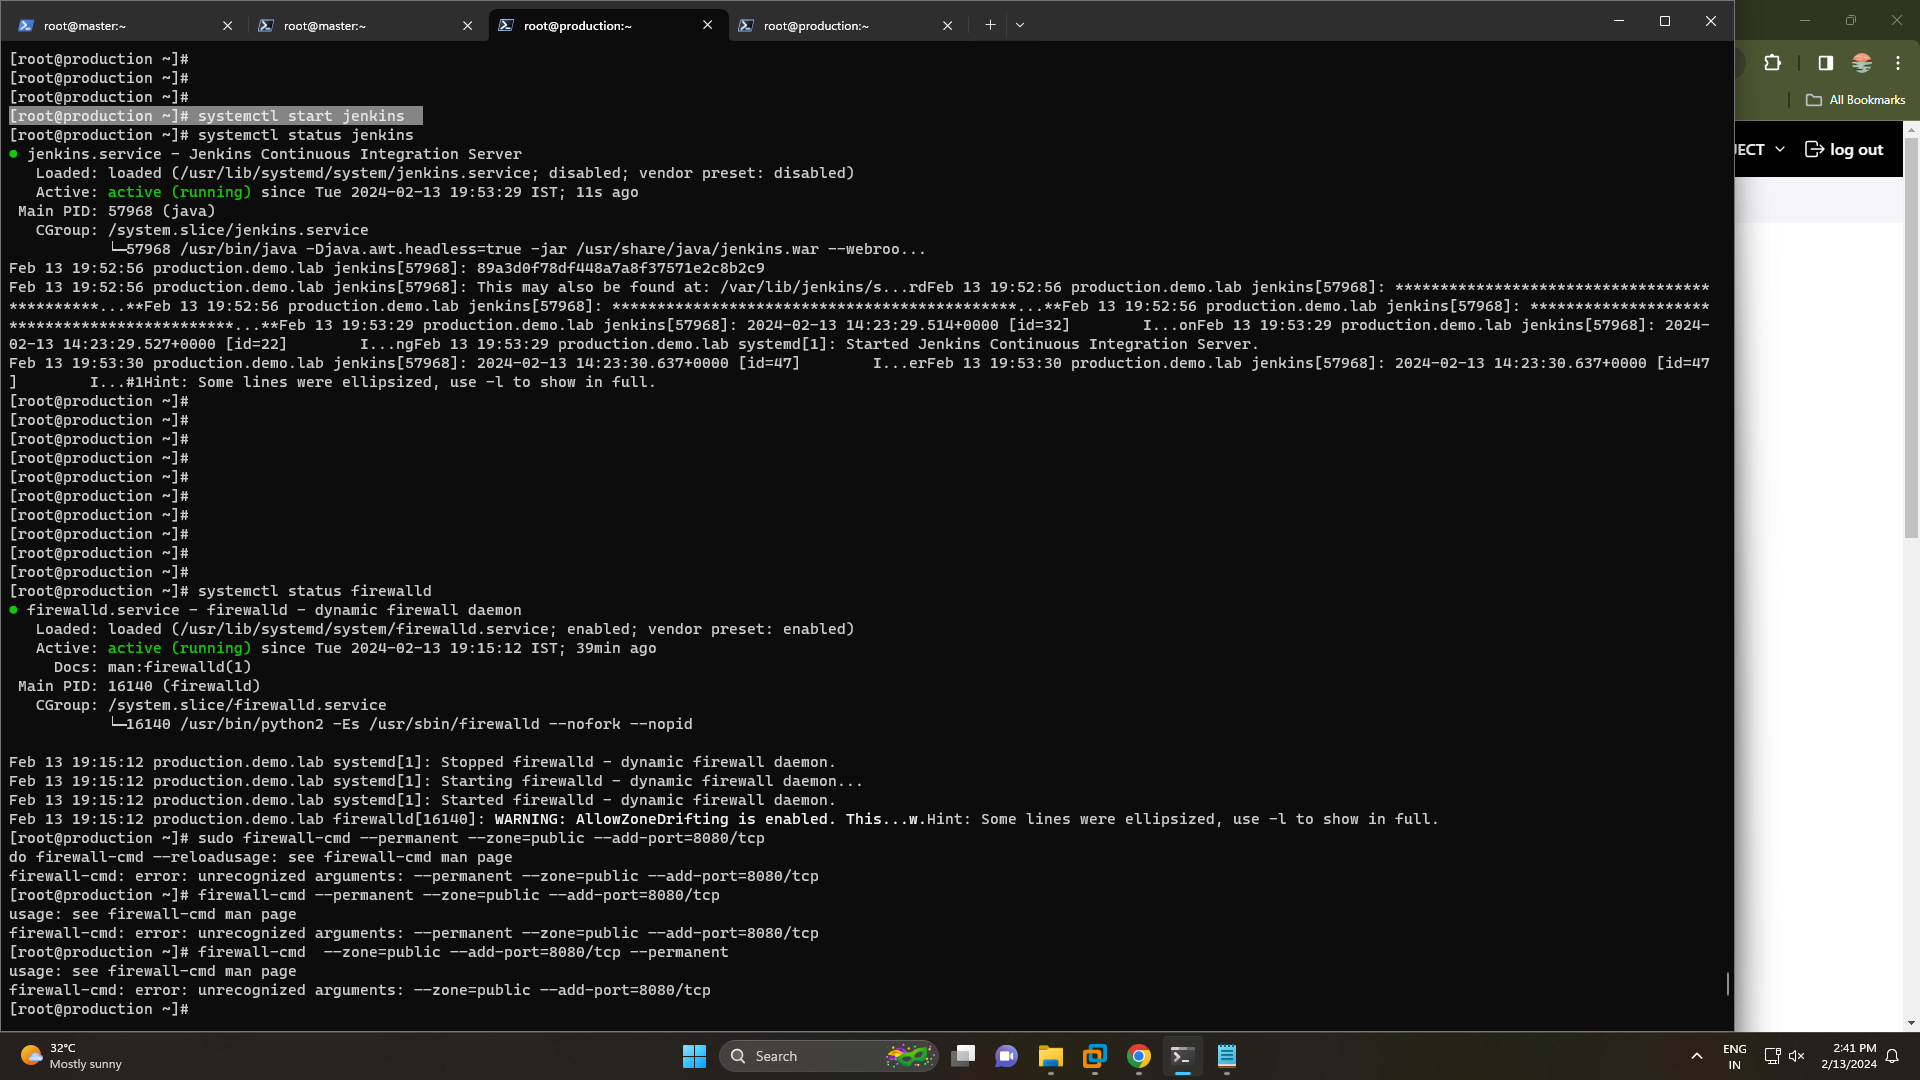 root@master:~
root@master:~
root@production:~
root@production:~
[root@production ~]#
[root@production ~]#
[root@production ~]#
[root@production ~]# systemctl start jenkins
[root@production ~]# systemctl status jenkins
● jenkins.service - Jenkins Continuous Integration Server
Loaded: loaded (/usr/lib/systemd/system/jenkins.service; disabled; vendor preset: disabled)
Active: active (running) since Tue 2024-02-13 19:53:29 IST; 11s ago
Main PID: 57968 (java)
CGroup: /system.slice/jenkins.service
└─57968 /usr/bin/java -Djava.awt.headless=true -jar /usr/share/java/jenkins.war --webroo...
Feb 13 19:52:56 production.demo.lab jenkins[57968]: 89a3d0f78df448a7a8f37571e2c8b2c9
Feb 13 19:52:56 production.demo.lab jenkins[57968]: This may also be found at: /var/lib/jenkins/s...rdFeb 13 19:52:56 production.demo.lab jenkins[57968]: ***********************************
**********...**Feb 13 19:52:56 production.demo.lab jenkins[57968]: *********************************************...**Feb 13 19:52:56 production.demo.lab jenkins[57968]: ********************
*************************...**Feb 13 19:53:29 production.demo.lab jenkins[57968]: 2024-02-13 14:23:29.514+0000 [id=32]        I...onFeb 13 19:53:29 production.demo.lab jenkins[57968]: 2024-
02-13 14:23:29.527+0000 [id=22]        I...ngFeb 13 19:53:29 production.demo.lab systemd[1]: Started Jenkins Continuous Integration Server.
Feb 13 19:53:30 production.demo.lab jenkins[57968]: 2024-02-13 14:23:30.637+0000 [id=47]        I...erFeb 13 19:53:30 production.demo.lab jenkins[57968]: 2024-02-13 14:23:30.637+0000 [id=47
]        I...#1Hint: Some lines were ellipsized, use -l to show in full.
[root@production ~]#
[root@production ~]#
[root@production ~]#
[root@production ~]#
[root@production ~]#
[root@production ~]#
[root@production ~]#
[root@production ~]#
[root@production ~]#
[root@production ~]#
[root@production ~]# systemctl status firewalld
● firewalld.service - firewalld - dynamic firewall daemon
Loaded: loaded (/usr/lib/systemd/system/firewalld.service; enabled; vendor preset: enabled)
Active: active (running) since Tue 2024-02-13 19:15:12 IST; 39min ago
Docs: man:firewalld(1)
Main PID: 16140 (firewalld)
CGroup: /system.slice/firewalld.service
└─16140 /usr/bin/python2 -Es /usr/sbin/firewalld --nofork --nopid
Feb 13 19:15:12 production.demo.lab systemd[1]: Stopped firewalld - dynamic firewall daemon.
Feb 13 19:15:12 production.demo.lab systemd[1]: Starting firewalld - dynamic firewall daemon...
Feb 13 19:15:12 production.demo.lab systemd[1]: Started firewalld - dynamic firewall daemon.
Feb 13 19:15:12 production.demo.lab firewalld[16140]: WARNING: AllowZoneDrifting is enabled. This...w.Hint: Some lines were ellipsized, use -l to show in full.
[root@production ~]# sudo firewall-cmd --permanent --zone=public --add-port=8080/tcp
do firewall-cmd --reloadusage: see firewall-cmd man page
firewall-cmd: error: unrecognized arguments: --permanent --zone=public --add-port=8080/tcp
[root@production ~]# firewall-cmd --permanent --zone=public --add-port=8080/tcp
usage: see firewall-cmd man page
firewall-cmd: error: unrecognized arguments: --permanent --zone=public --add-port=8080/tcp
[root@production ~]# firewall-cmd  --zone=public --add-port=8080/tcp --permanent
usage: see firewall-cmd man page
firewall-cmd: error: unrecognized arguments: --zone=public --add-port=8080/tcp
[root@production ~]#
All Bookmarks
JECT
log out
32°C
Mostly sunny
Search
ENG
IN
2:41 PM
2/13/2024